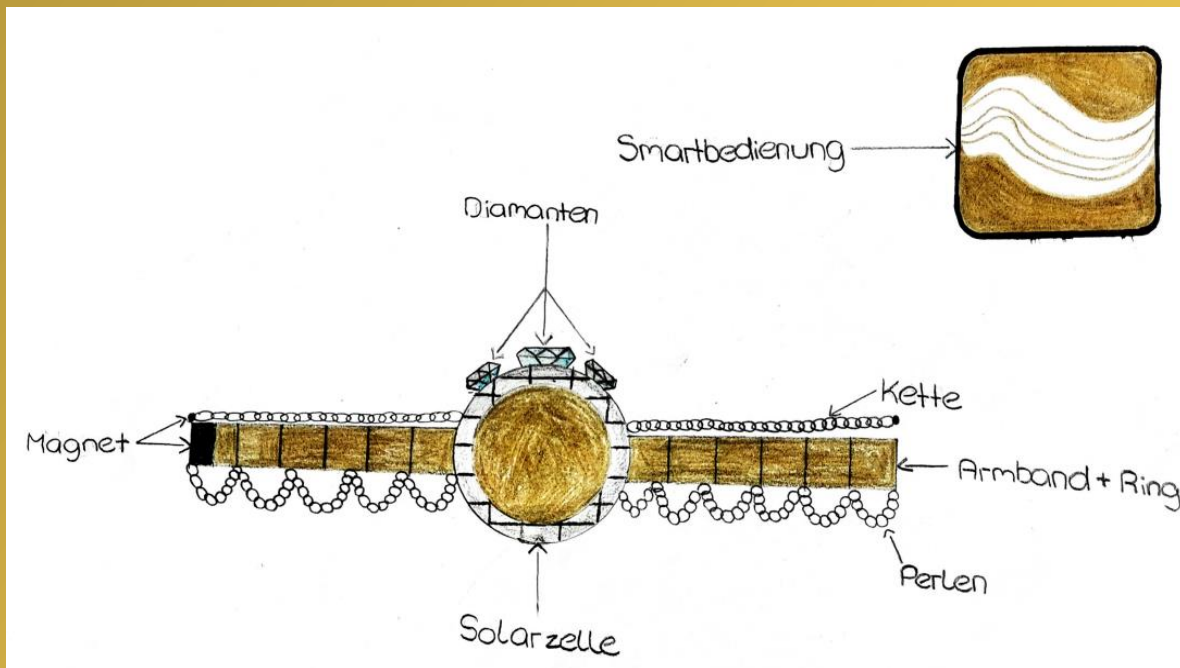 Smartbedienung
Diamanten
Kette
Magnet
Armband + Ring
Perlen
Solarzelle